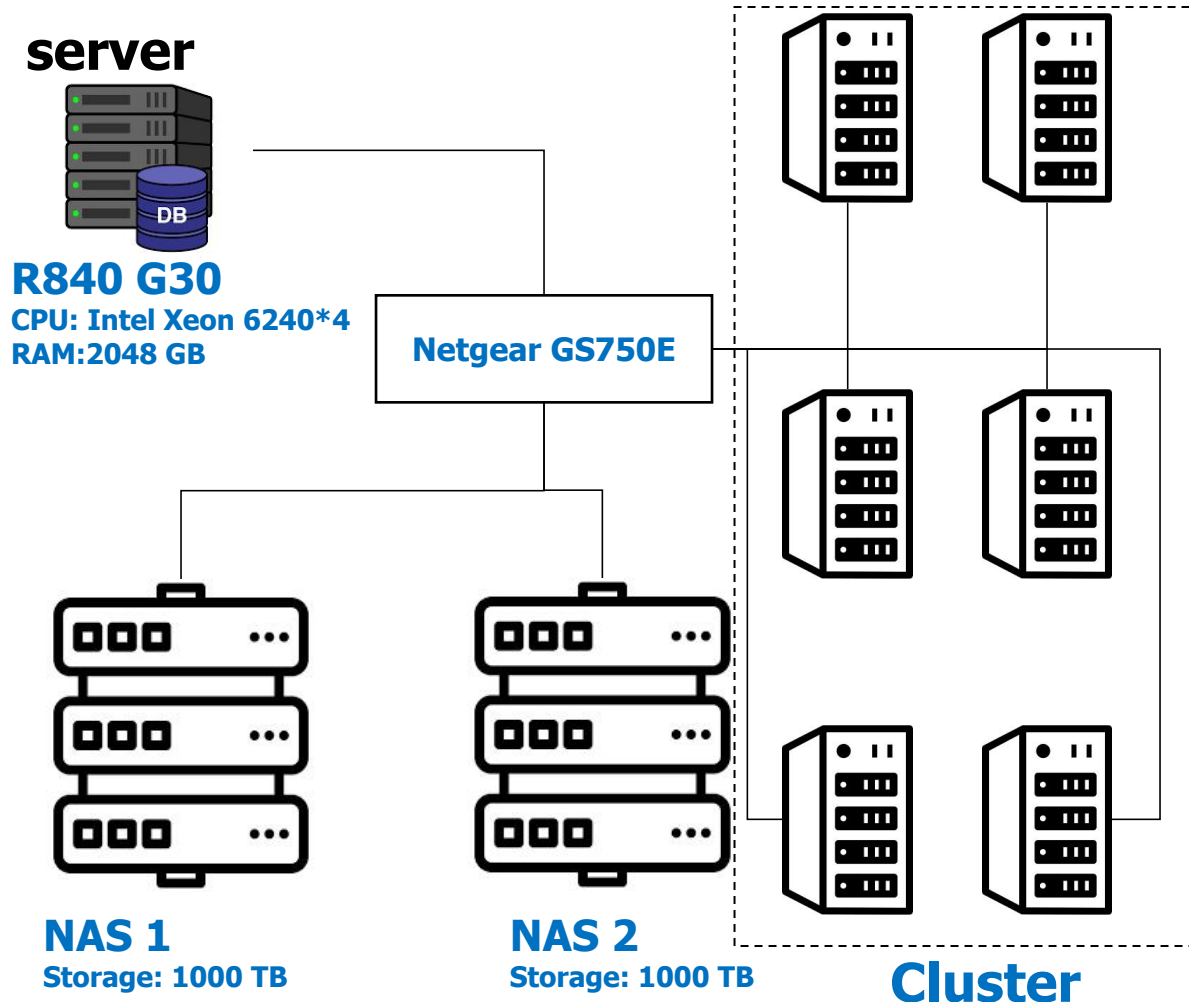 server
DB
R840 G30
CPU: Intel Xeon 6240*4
RAM:2048 GB
Netgear GS750E
NAS 1
Storage: 1000 TB
NAS 2
Storage: 1000 TB
Cluster